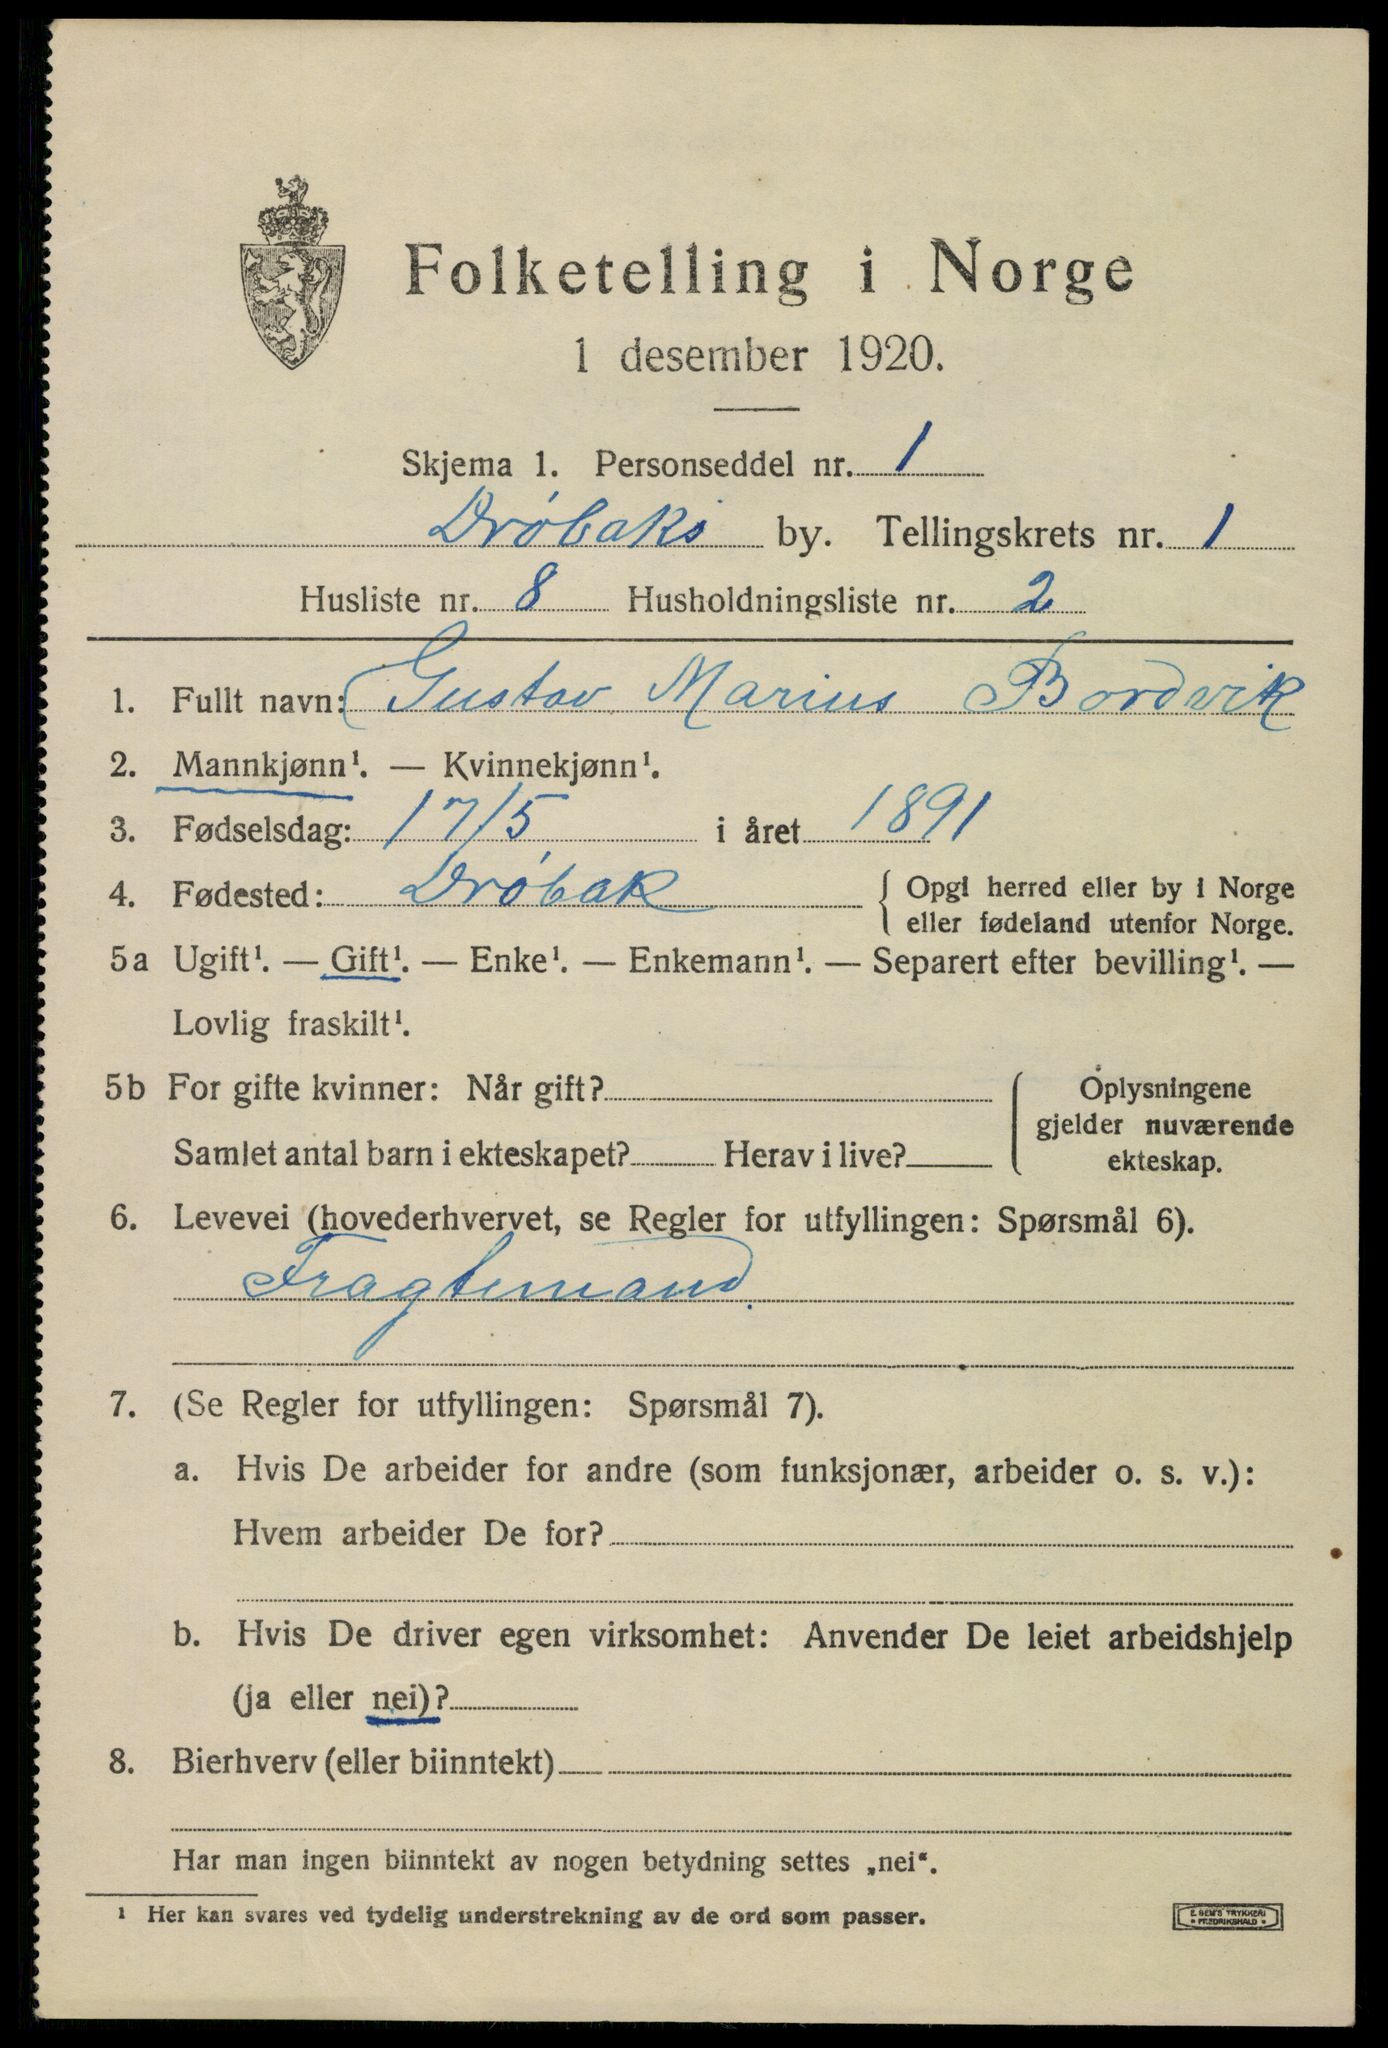 Folketelling i Norge
1 desember 1920.
Skjema 1. Personseddel nr. 1
Drøbaks by. Tellingskrets nr. 1
Husliste nr. 8 Husholdningsliste nr. 2
1. Fullt navn: Gustav Marius Bordvik
2. Mannkjønn¹. — Kvinnekjønn¹.
3. Fødselsdag: 17/5 i året 1891
4. Fødested: Drøbak { Opgi herred eller by i Norge
eller fødeland utenfor Norge.
5a Ugift¹. — Gift¹. — Enke¹. — Enkemann¹. — Separert efter bevilling¹. —
Lovlig fraskilt¹.
5b For gifte kvinner: Når gift? Oplysningene
gjelder nuværende
Samlet antal barn i ekteskapet? Herav i live? ekteskap.
6. Levevei (hovederhvervet, se Regler for utfyllingen: Spørsmål 6).
Fragtemand.
7. (Se Regler for utfyllingen: Spørsmål 7).
a. Hvis De arbeider for andre (som funksjonær, arbeider o. s. v.):
Hvem arbeider De for?
b. Hvis De driver egen virksomhet: Anvender De leiet arbeidshjelp
(ja eller nei)?
8. Bierhverv (eller biinntekt) —
Har man ingen biinntekt av nogen betydning settes „nei“.
¹ Her kan svares ved tydelig understrekning av de ord som passer.
E. SEM'S TRYKKERI
• FREDRIKSHALD •